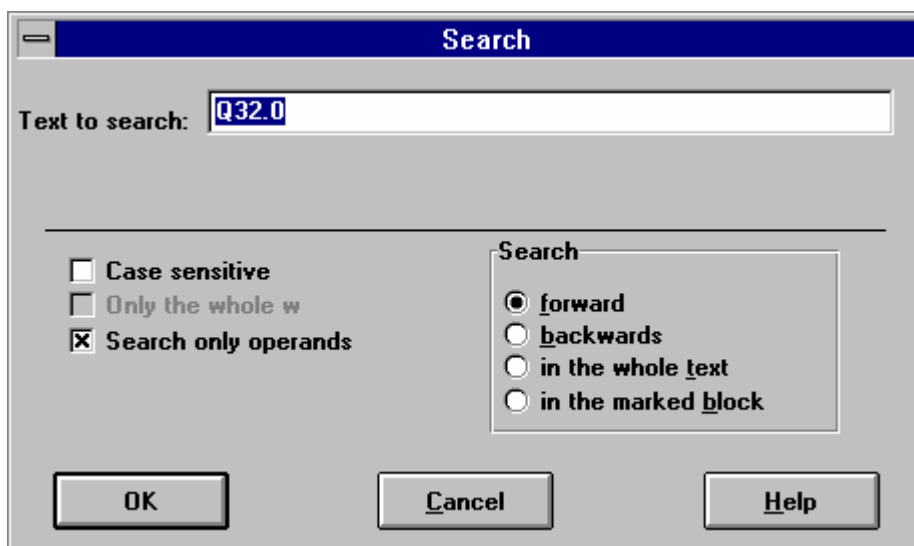 Search
Text to search: Q32.0
Case sensitive
Only the whole w
Search only operands
Search
forward
backwards
in the whole text
in the marked block
OK
Cancel
Help